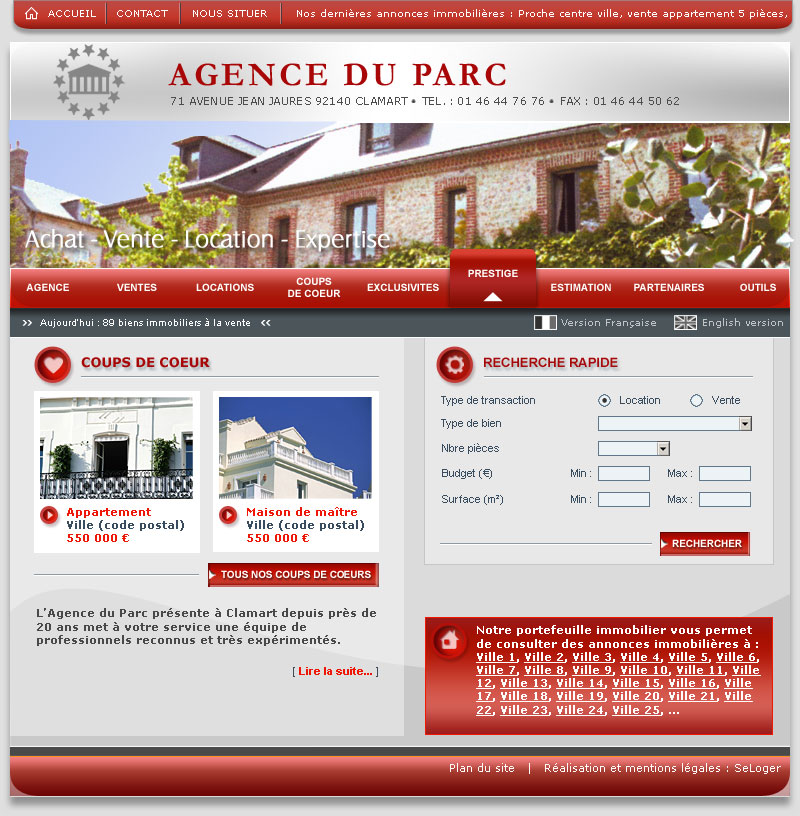 ACCUEIL CONTACT NOUS SITUER Nos dernières annonces immobilières : Proche centre ville, vente appartement 5 pièces,
AGENCE DU PARC
71 AVENUE JEAN JAURES 92140 CLAMART • TEL. : 01 46 44 76 76 • FAX : 01 46 44 50 62
Achat - Vente - Location - Expertise
AGENCE VENTES LOCATIONS COUPS DE COEUR EXCLUSIVITES PRESTIGE ESTIMATION PARTENAIRES OUTILS
>> Aujourd'hui : 89 biens immobiliers à la vente <<
Version Française English version
COUPS DE COEUR
Appartement
Ville (code postal)
550 000 €
Maison de maître
Ville (code postal)
550 000 €
TOUS NOS COUPS DE COEURS
L'Agence du Parc présente à Clamart depuis près de
20 ans met à votre service une équipe de
professionnels reconnus et très expérimentés.
[ Lire la suite... ]
RECHERCHE RAPIDE
Type de transaction Location Vente
Type de bien
Nbre pièces
Budget (€) Min : Max :
Surface (m²) Min : Max :
RECHERCHER
Notre portefeuille immobilier vous permet
de consulter des annonces immobilières à :
Ville 1, Ville 2, Ville 3, Ville 4, Ville 5, Ville 6,
Ville 7, Ville 8, Ville 9, Ville 10, Ville 11, Ville
12, Ville 13, Ville 14, Ville 15, Ville 16, Ville
17, Ville 18, Ville 19, Ville 20, Ville 21, Ville
22, Ville 23, Ville 24, Ville 25, ...
Plan du site | Réalisation et mentions légales : SeLoger